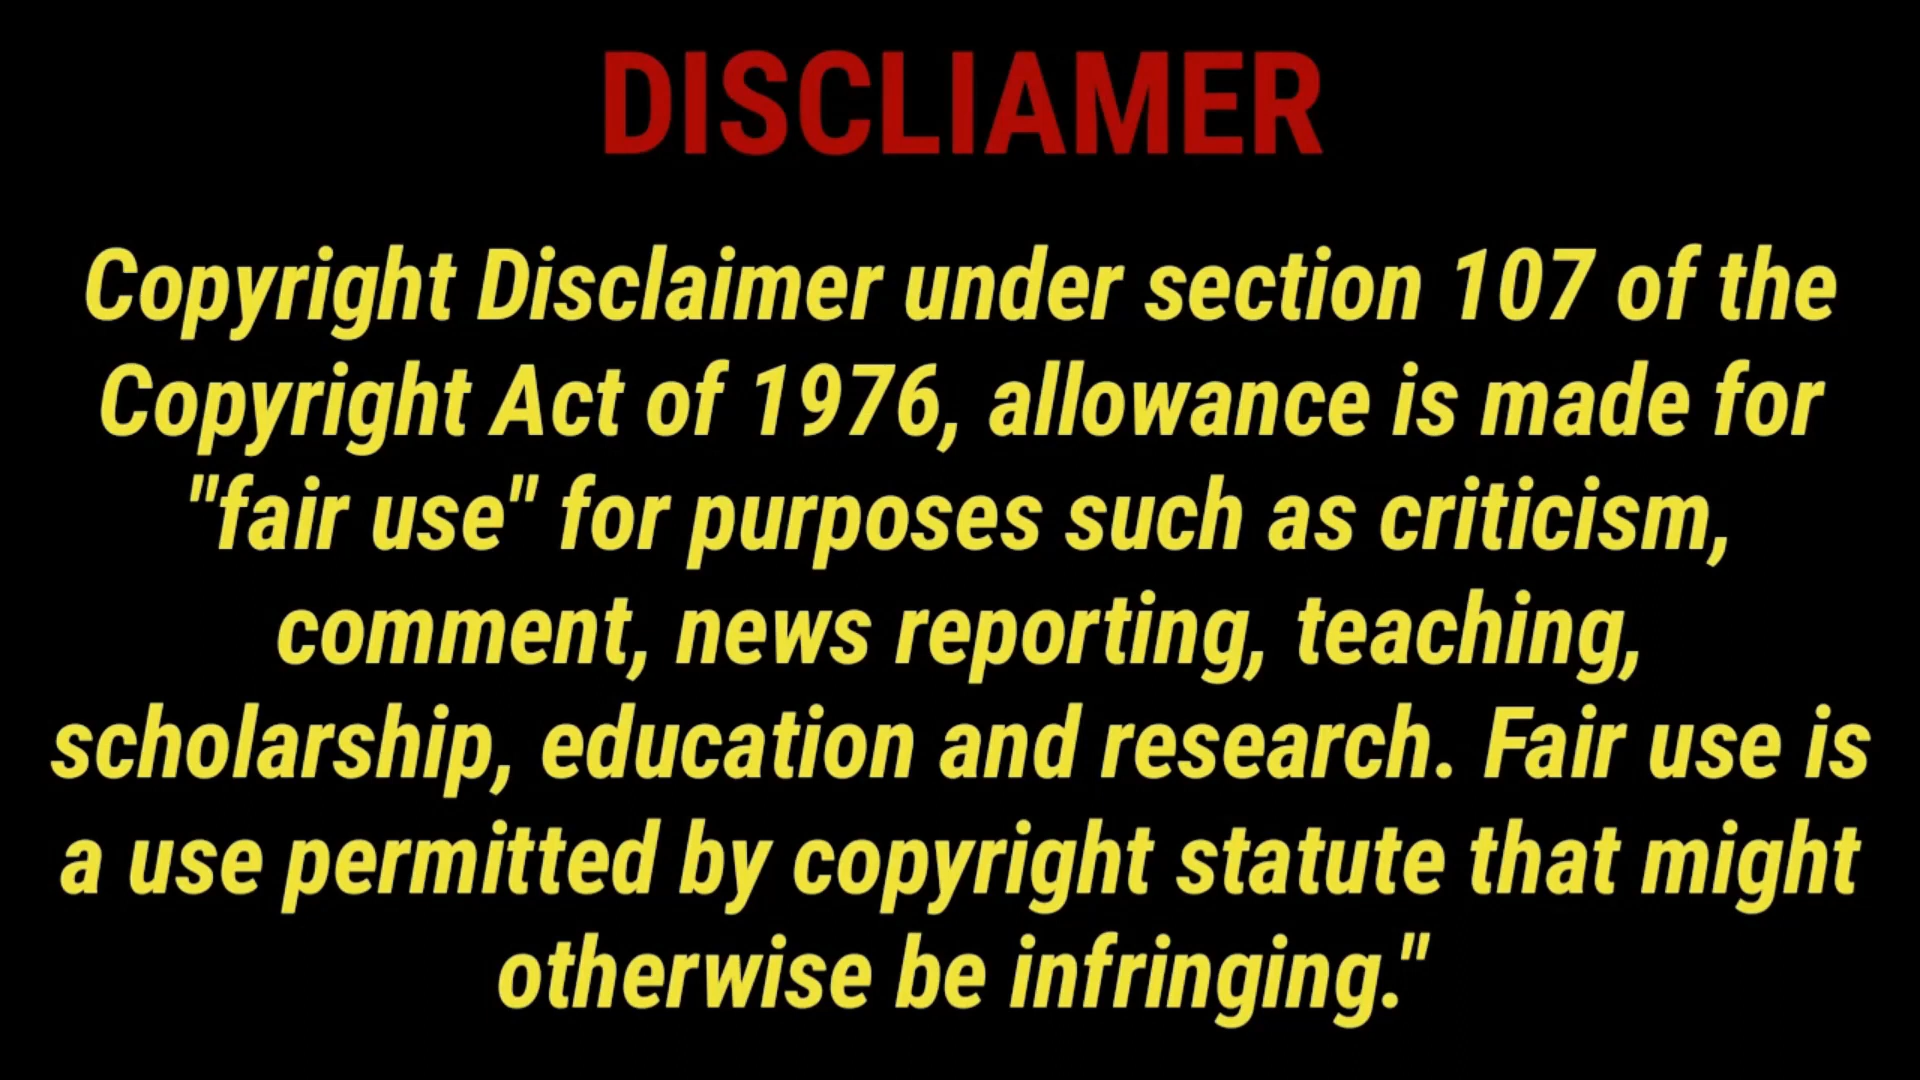 DISCLIAMER
Copyright Disclaimer under section 107 of the
Copyright Act of 1976, allowance is made for
"fair use" for purposes such as criticism,
comment, news reporting, teaching,
scholarship, education and research. Fair use is
a use permitted by copyright statute that might
otherwise be infringing."